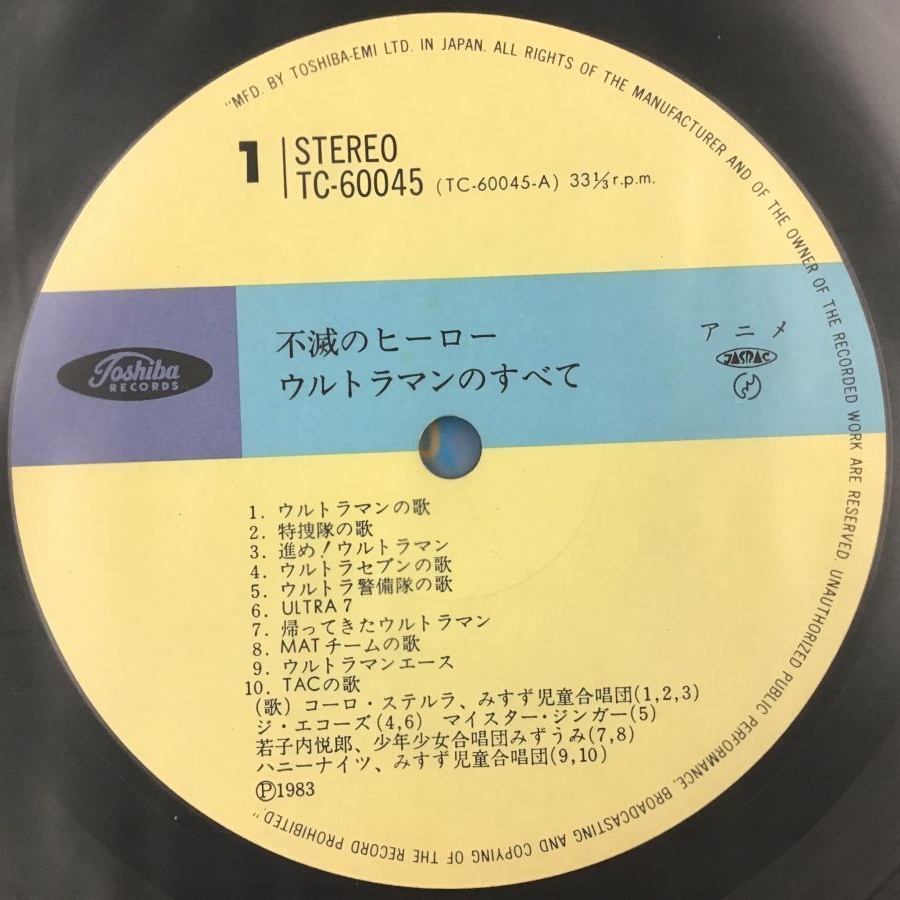 "MFD. BY TOSHIBA-EMI LTD. IN JAPAN. ALL RIGHTS OF THE MANUFACTURER AND OF THE OWNER OF THE RECORDED WORK ARE RESERVED. UNAUTHORIZED PUBLIC PERFORMANCE, BROADCASTING AND COPYING OF THE RECORD PROHIBITED."
1 STEREO
TC-60045 (TC-60045-A) 33⅓ r.p.m.
Toshiba
RECORDS
不滅のヒーロー
ウルトラマンのすべて
アニメ
JASRAC
1. ウルトラマンの歌
2. 特捜隊の歌
3. 進め!ウルトラマン
4. ウルトラセブンの歌
5. ウルトラ警備隊の歌
6. ULTRA 7
7. 帰ってきたウルトラマン
8. MATチームの歌
9. ウルトラマンエース
10. TACの歌
(歌) コーロ・ステルラ、みすず児童合唱団(1,2,3)
ジ・エコーズ(4,6) マイスター・ジンガー(5)
若子内悦郎、少年少女合唱団みずうみ(7,8)
ハニーナイツ、みすず児童合唱団(9,10)
Ⓟ1983